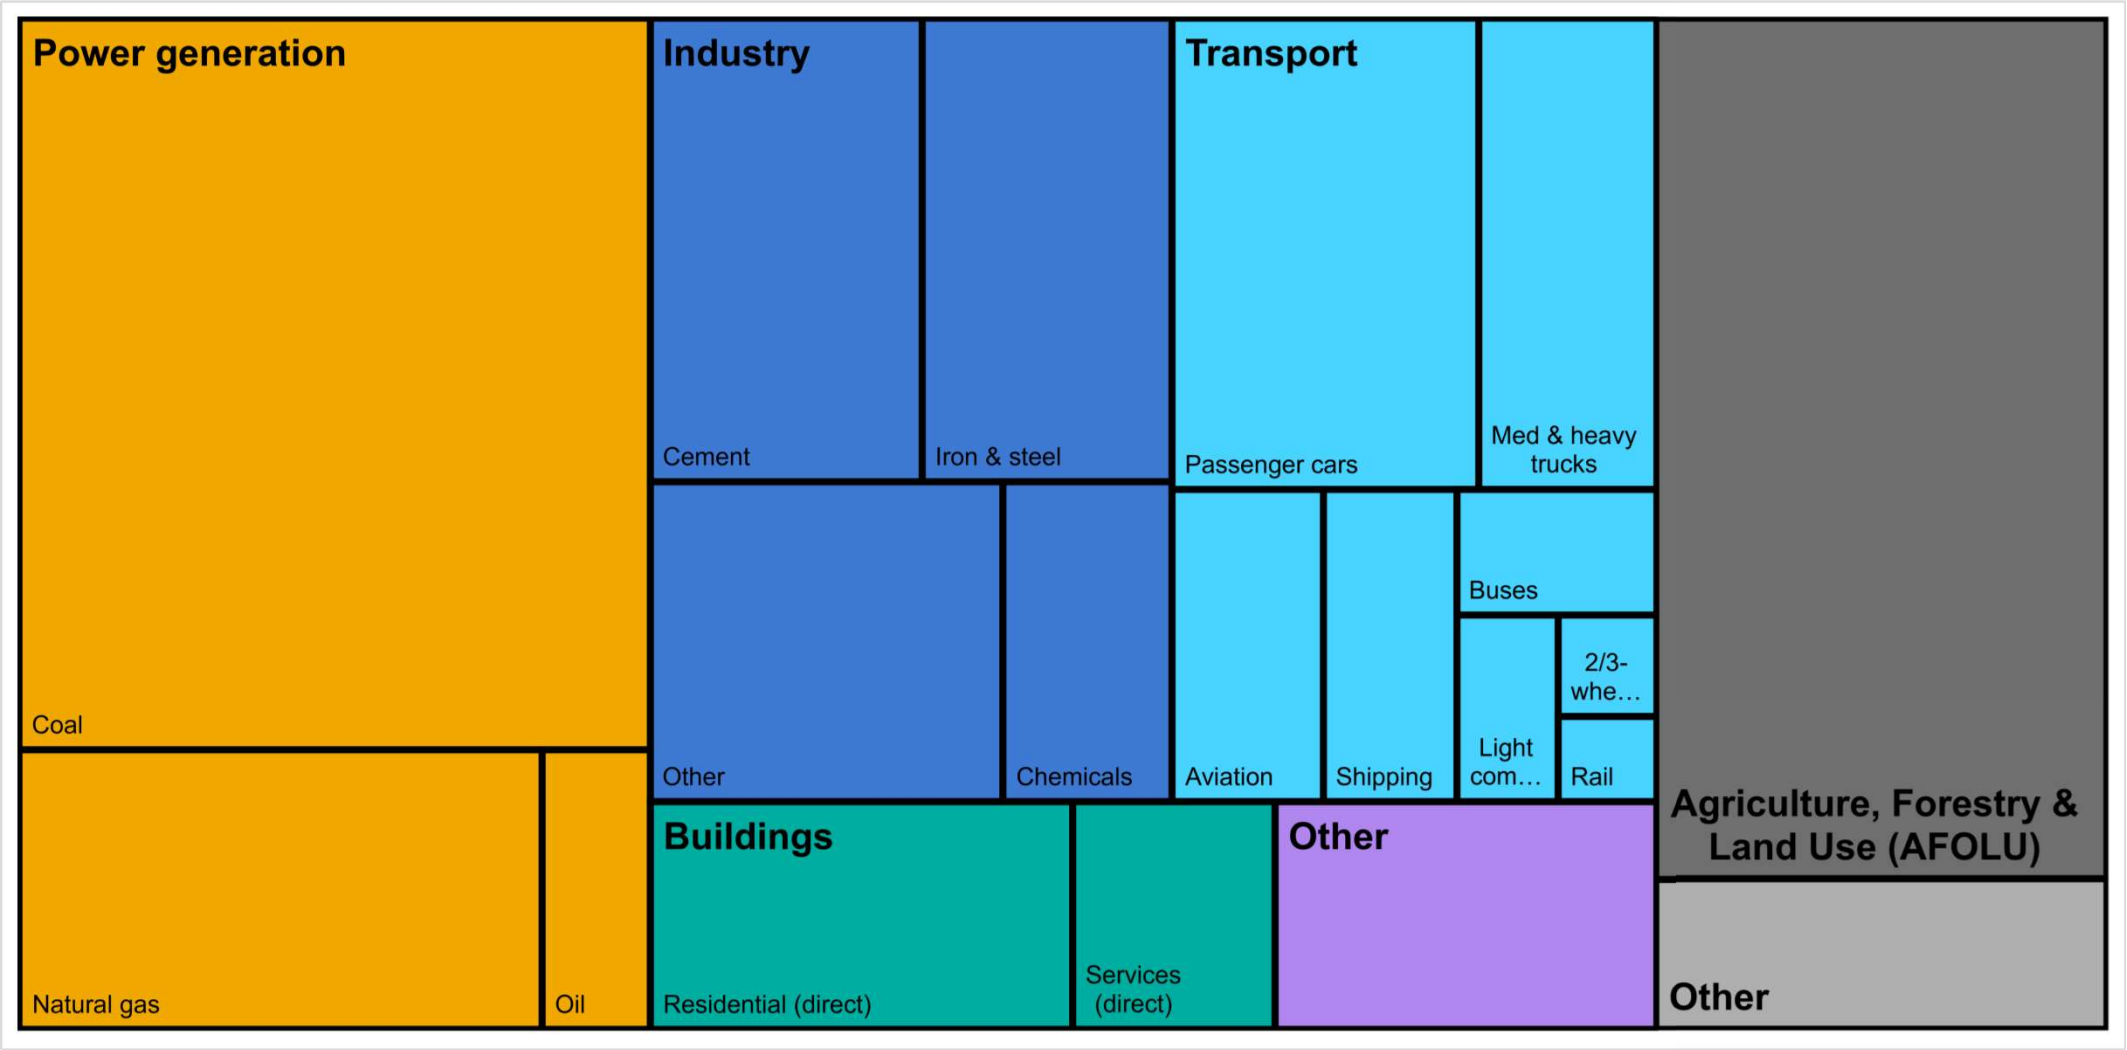 Power generation
Coal
Natural gas
Oil
Industry
Cement
Iron & steel
Other
Chemicals
Transport
Passenger cars
Med & heavy
trucks
Aviation
Shipping
Buses
Light
com…
2/3-
whe…
Rail
Buildings
Residential (direct)
Services
(direct)
Other
Agriculture, Forestry &
Land Use (AFOLU)
Other